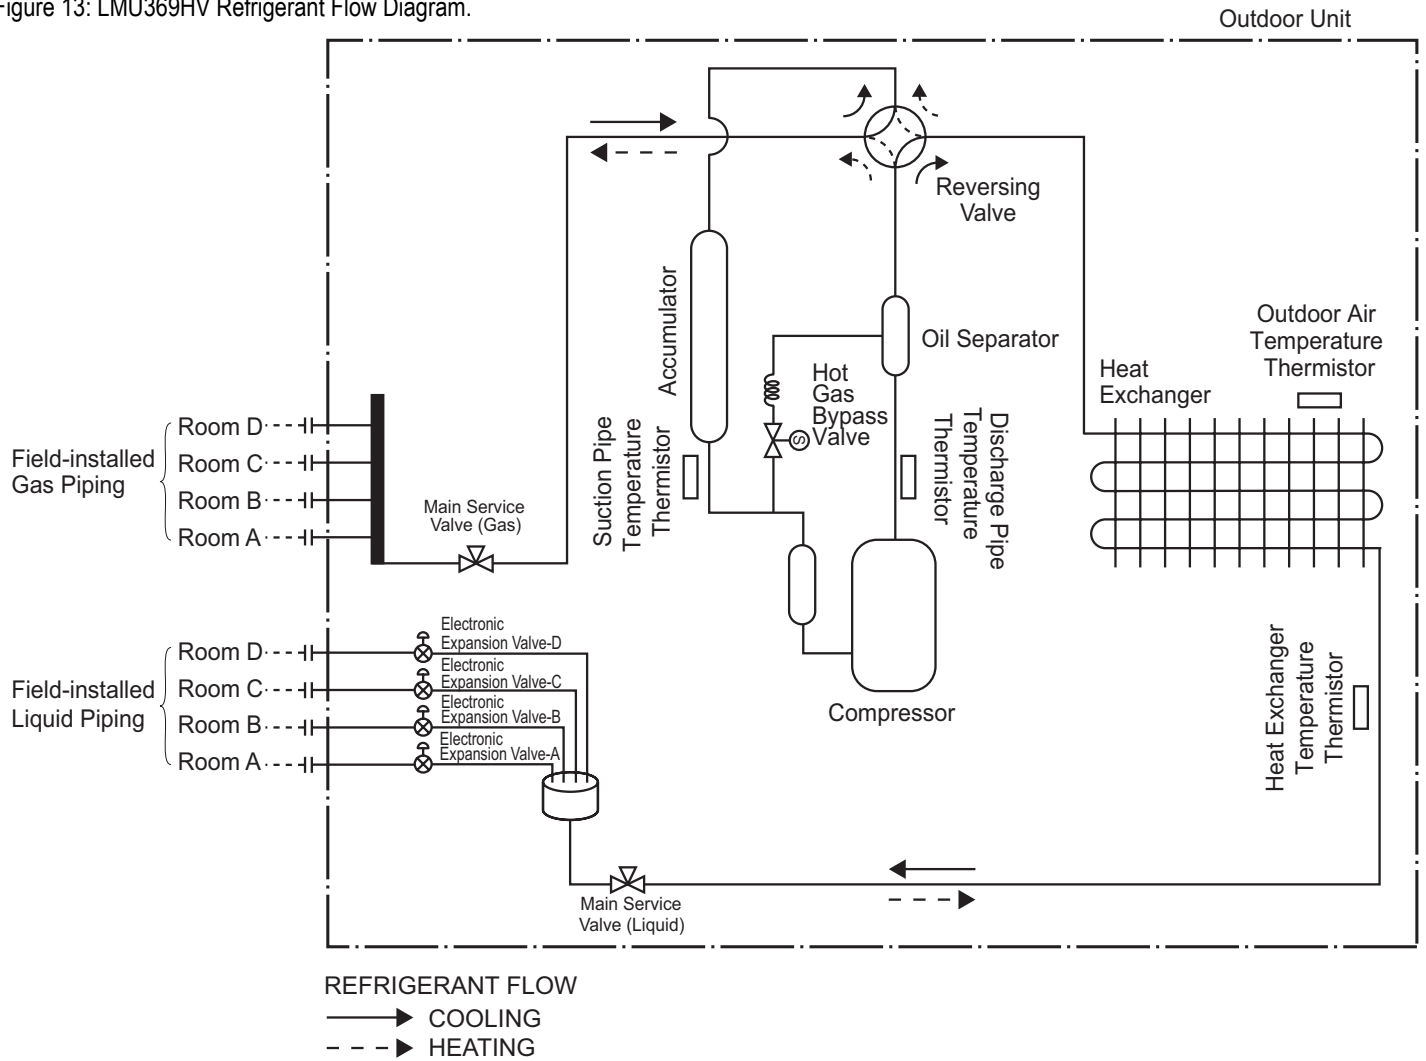 Figure 13: LMU369HV Refrigerant Flow Diagram.
Outdoor Unit
Reversing
Valve
Accumulator
Oil Separator
Hot
Gas
Bypass
Valve
S
Suction Pipe
Temperature
Thermistor
Discharge Pipe
Temperature
Thermistor
Outdoor Air
Temperature
Thermistor
Heat
Exchanger
Field-installed
Gas Piping
Room D
Room C
Room B
Room A
Main Service
Valve (Gas)
Compressor
Field-installed
Liquid Piping
Room D
Room C
Room B
Room A
Electronic
Expansion Valve-D
Electronic
Expansion Valve-C
Electronic
Expansion Valve-B
Electronic
Expansion Valve-A
Heat Exchanger
Temperature
Thermistor
Main Service
Valve (Liquid)
REFRIGERANT FLOW
COOLING
HEATING